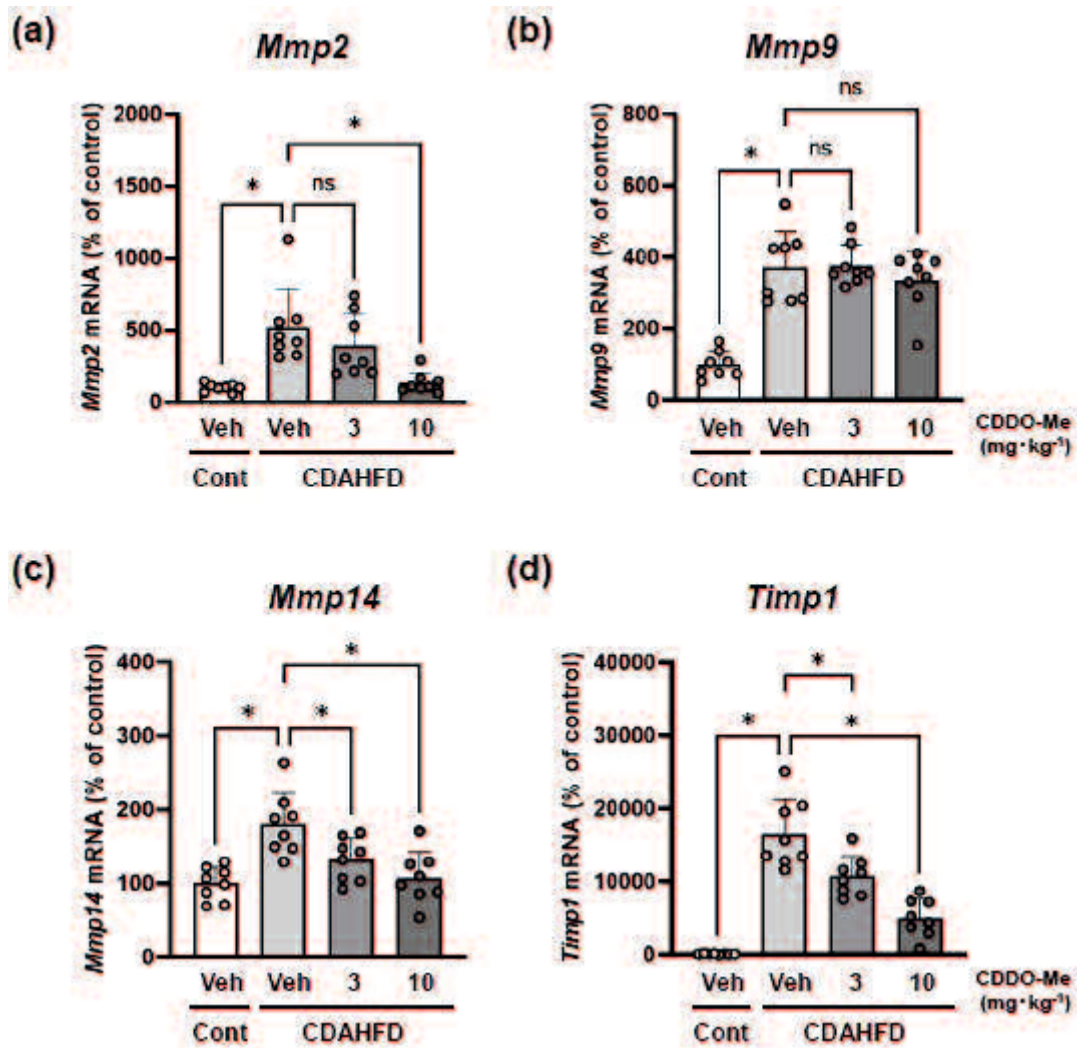 (a)
Mmp2
Mmp2 mRNA (% of control)
2000
1500
1000
500
0
*
ns
*
Veh Veh 3 10
Cont CDAHFD
(b)
Mmp9
Mmp9 mRNA (% of control)
800
600
400
200
0
*
ns
ns
Veh Veh 3 10
CDDO-Me
(mg·kg⁻¹)
Cont CDAHFD
(c)
Mmp14
Mmp14 mRNA (% of control)
400
300
200
100
0
*
*
*
Veh Veh 3 10
Cont CDAHFD
(d)
Timp1
Timp1 mRNA (% of control)
40000
30000
20000
10000
0
*
*
*
Veh Veh 3 10
CDDO-Me
(mg·kg⁻¹)
Cont CDAHFD